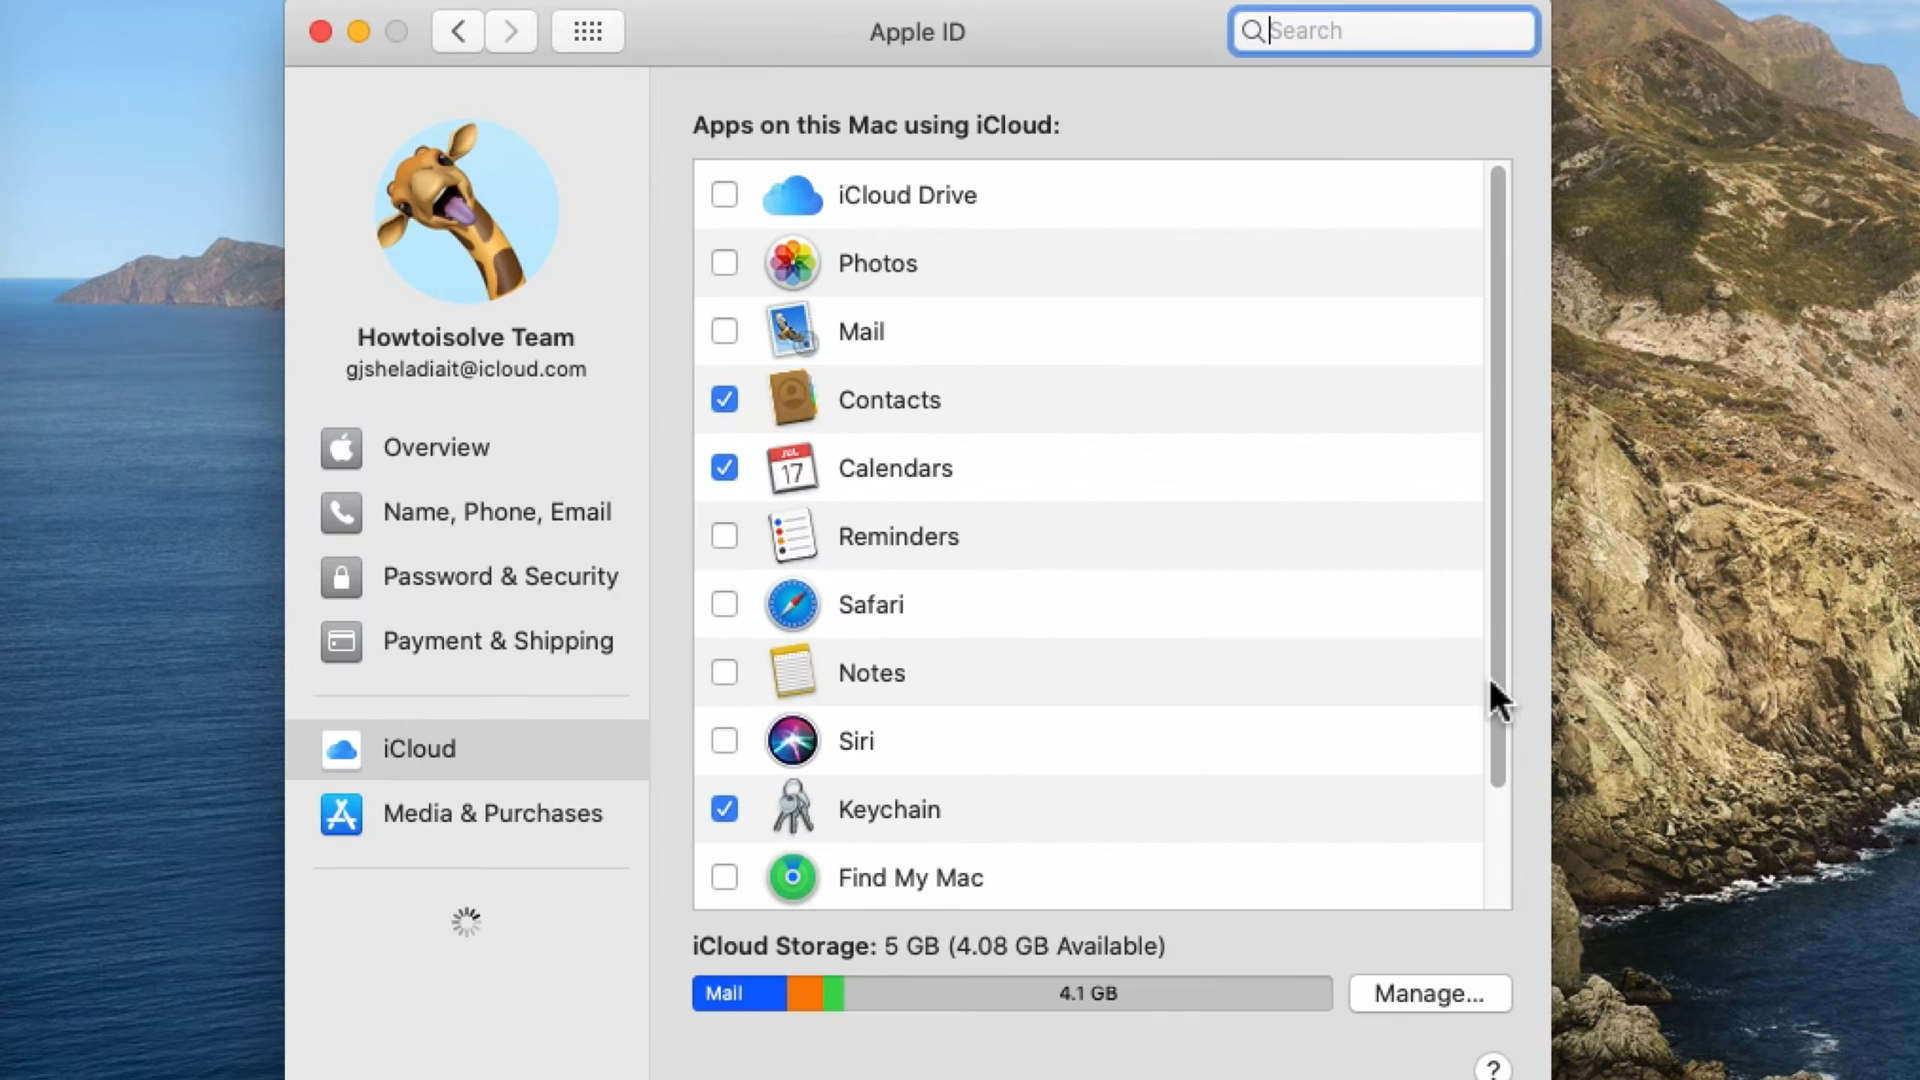 Apple ID
Search
Howtoisolve Team
gjsheladiait@icloud.com
Overview
Name, Phone, Email
Password & Security
Payment & Shipping
iCloud
Media & Purchases
Apps on this Mac using iCloud:
iCloud Drive
Photos
Mail
Contacts
JUL
17
Calendars
Reminders
Safari
Notes
Siri
Keychain
Find My Mac
iCloud Storage: 5 GB (4.08 GB Available)
Mail
4.1 GB
Manage...
?